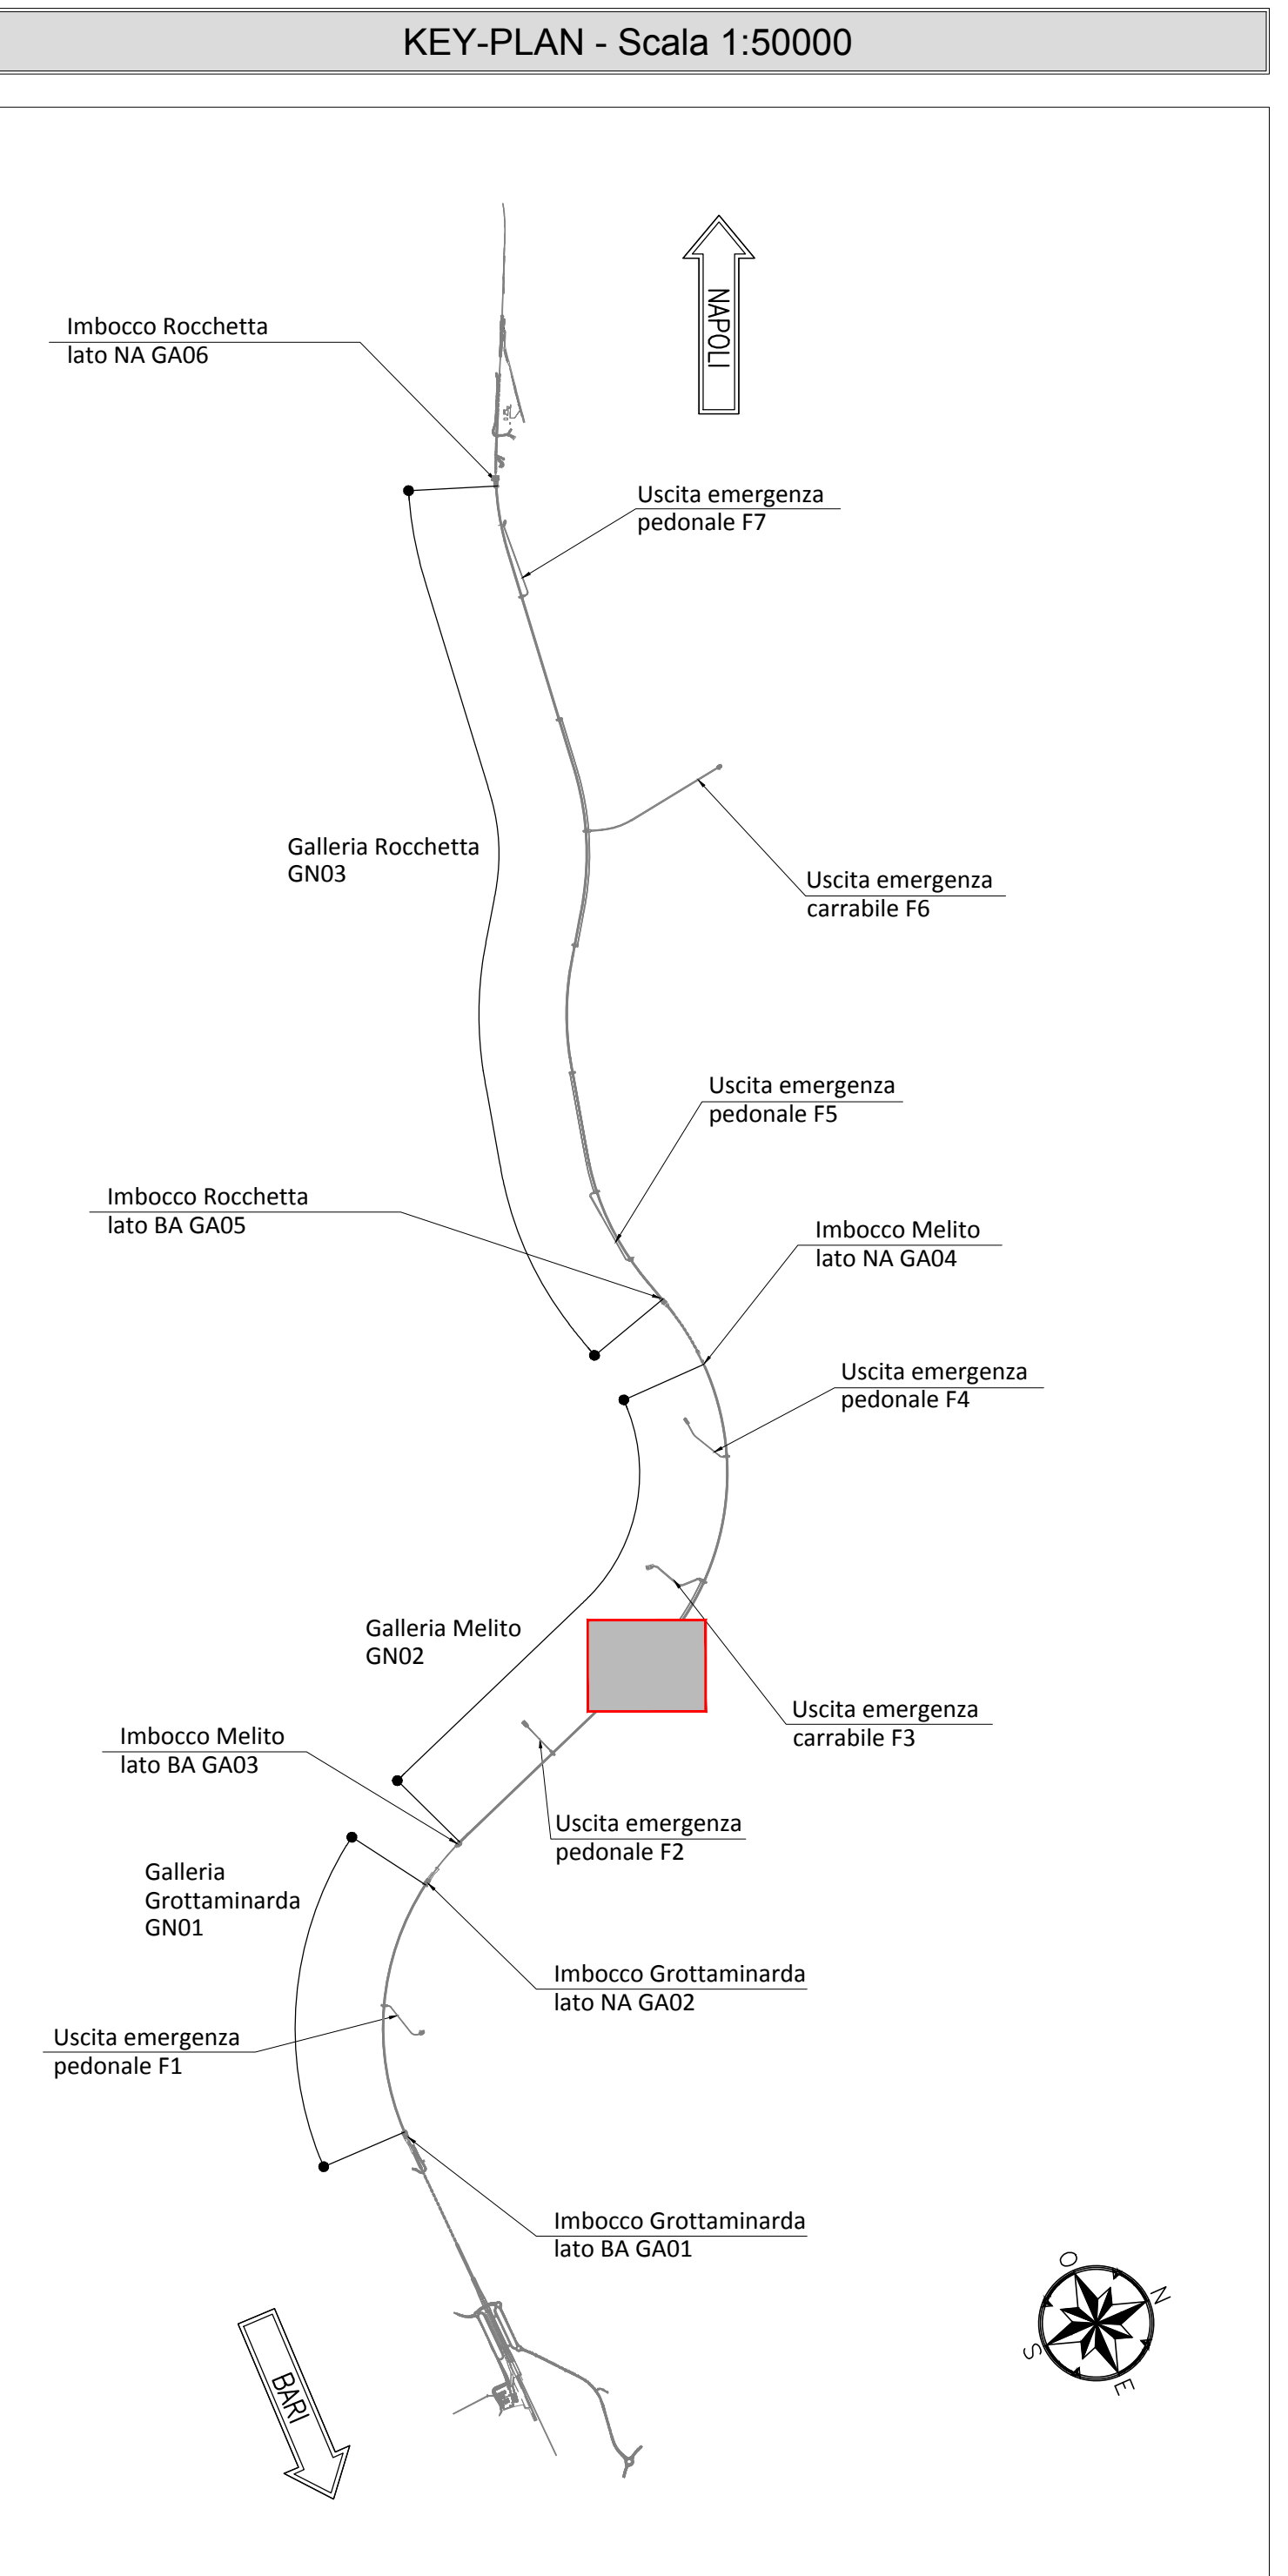 KEY-PLAN - Scala 1:50000
NAPOLI
Imbocco Rocchetta
lato NA GA06
Uscita emergenza
pedonale F7
Galleria Rocchetta
GN03
Uscita emergenza
carrabile F6
Uscita emergenza
pedonale F5
Imbocco Rocchetta
lato BA GA05
Imbocco Melito
lato NA GA04
Uscita emergenza
pedonale F4
Galleria Melito
GN02
Uscita emergenza
carrabile F3
Imbocco Melito
lato BA GA03
Uscita emergenza
pedonale F2
Galleria
Grottaminarda
GN01
Imbocco Grottaminarda
lato NA GA02
Uscita emergenza
pedonale F1
Imbocco Grottaminarda
lato BA GA01
O
N
S
E
BARI